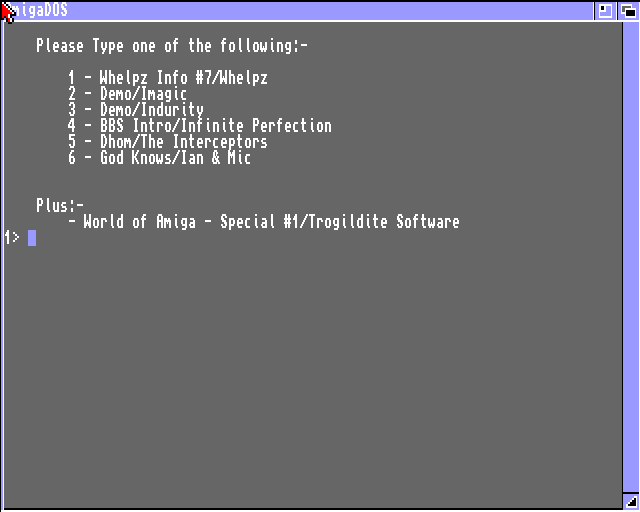 AmigaDOS
Please Type one of the following:-
1 - Whelpz Info #7/Whelpz
2 - Demo/Imagic
3 - Demo/Indurity
4 - BBS Intro/Infinite Perfection
5 - Dhom/The Interceptors
6 - God Knows/Ian & Mic
Plus:-
- World of Amiga - Special #1/Trogildite Software
1>